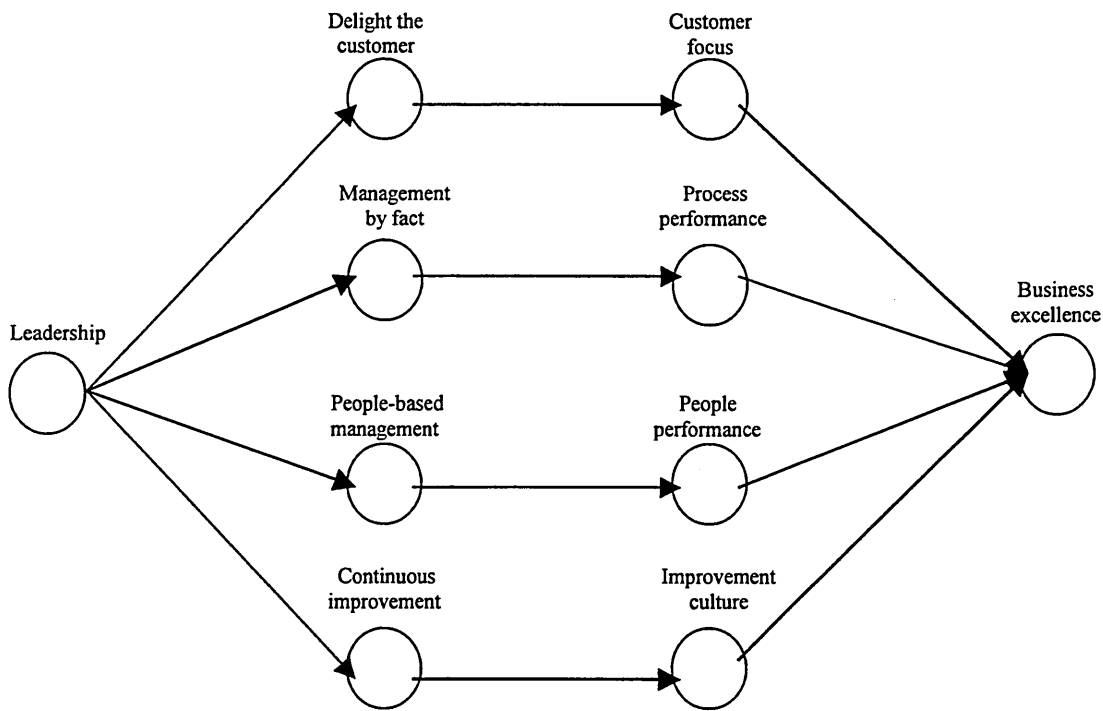 Delight the
customer
Customer
focus
Management
by fact
Process
performance
Business
excellence
Leadership
People-based
management
People
performance
Continuous
improvement
Improvement
culture